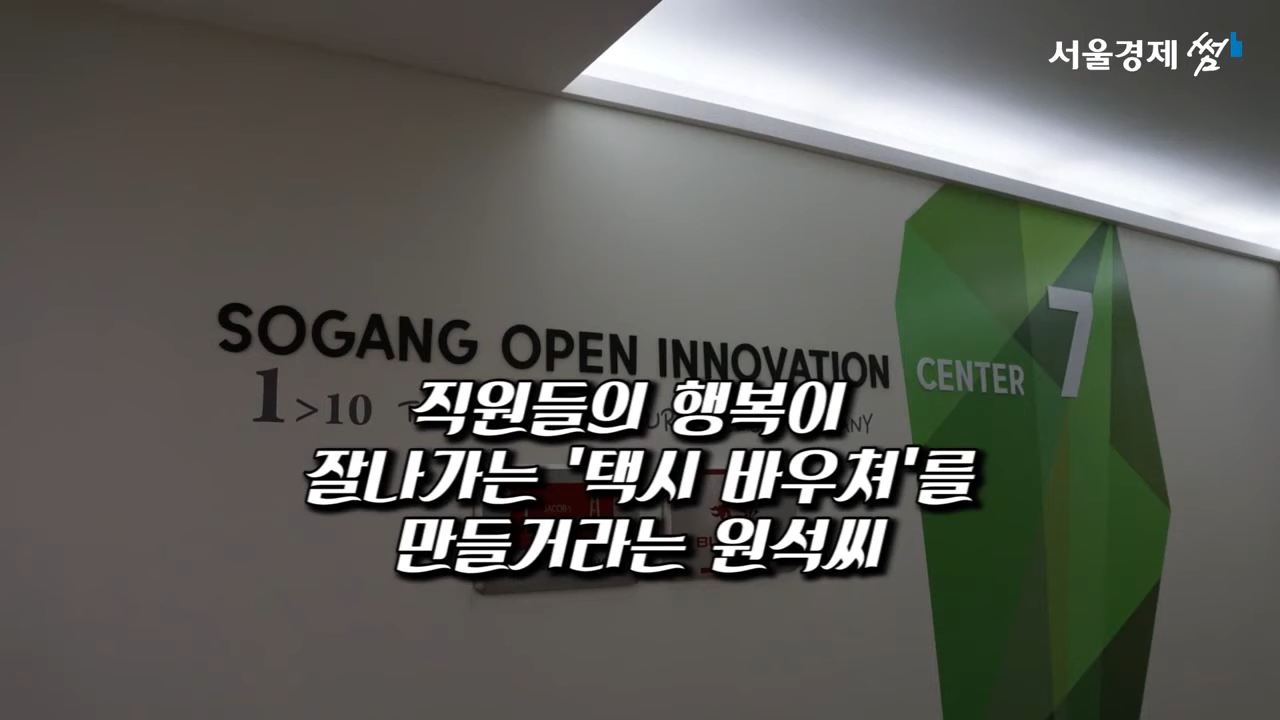 서울경제 썸
SOGANG OPEN INNOVATION CENTER 7
1>10
직원들의 행복이
잘나가는 '택시 바우쳐'를
만들거라는 원석씨